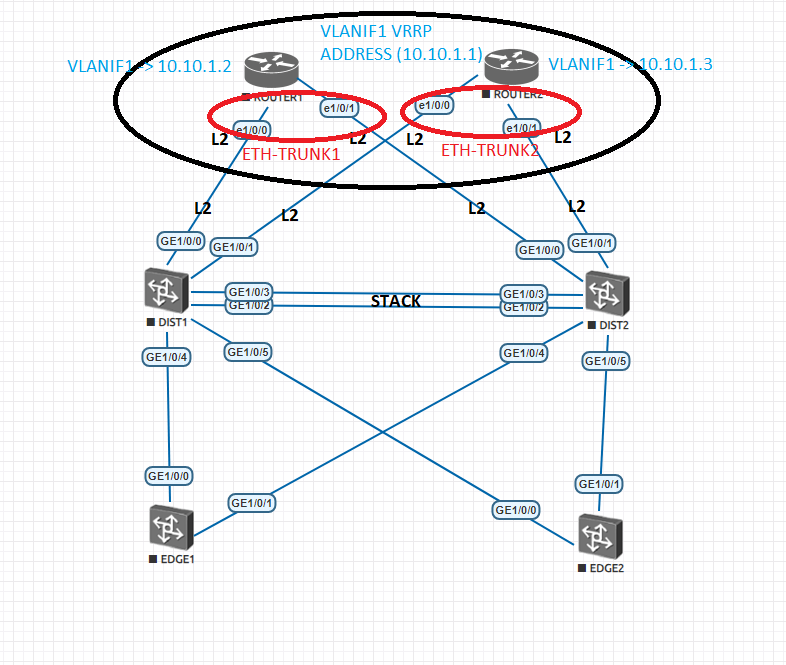 VLANIF1 VRRP
ADDRESS (10.10.1.1)
VLANIF1 -> 10.10.1.2
VLANIF1 -> 10.10.1.3
ROUTER1
ROUTER2
e1/0/1
e1/0/0
e1/0/0
e1/0/1
L2
L2
L2
L2
ETH-TRUNK1
ETH-TRUNK2
L2
L2
L2
L2
GE1/0/0
GE1/0/1
GE1/0/0
GE1/0/1
GE1/0/3
GE1/0/2
STACK
GE1/0/3
GE1/0/2
DIST1
DIST2
GE1/0/4
GE1/0/5
GE1/0/4
GE1/0/5
GE1/0/0
GE1/0/1
GE1/0/1
GE1/0/0
EDGE1
EDGE2